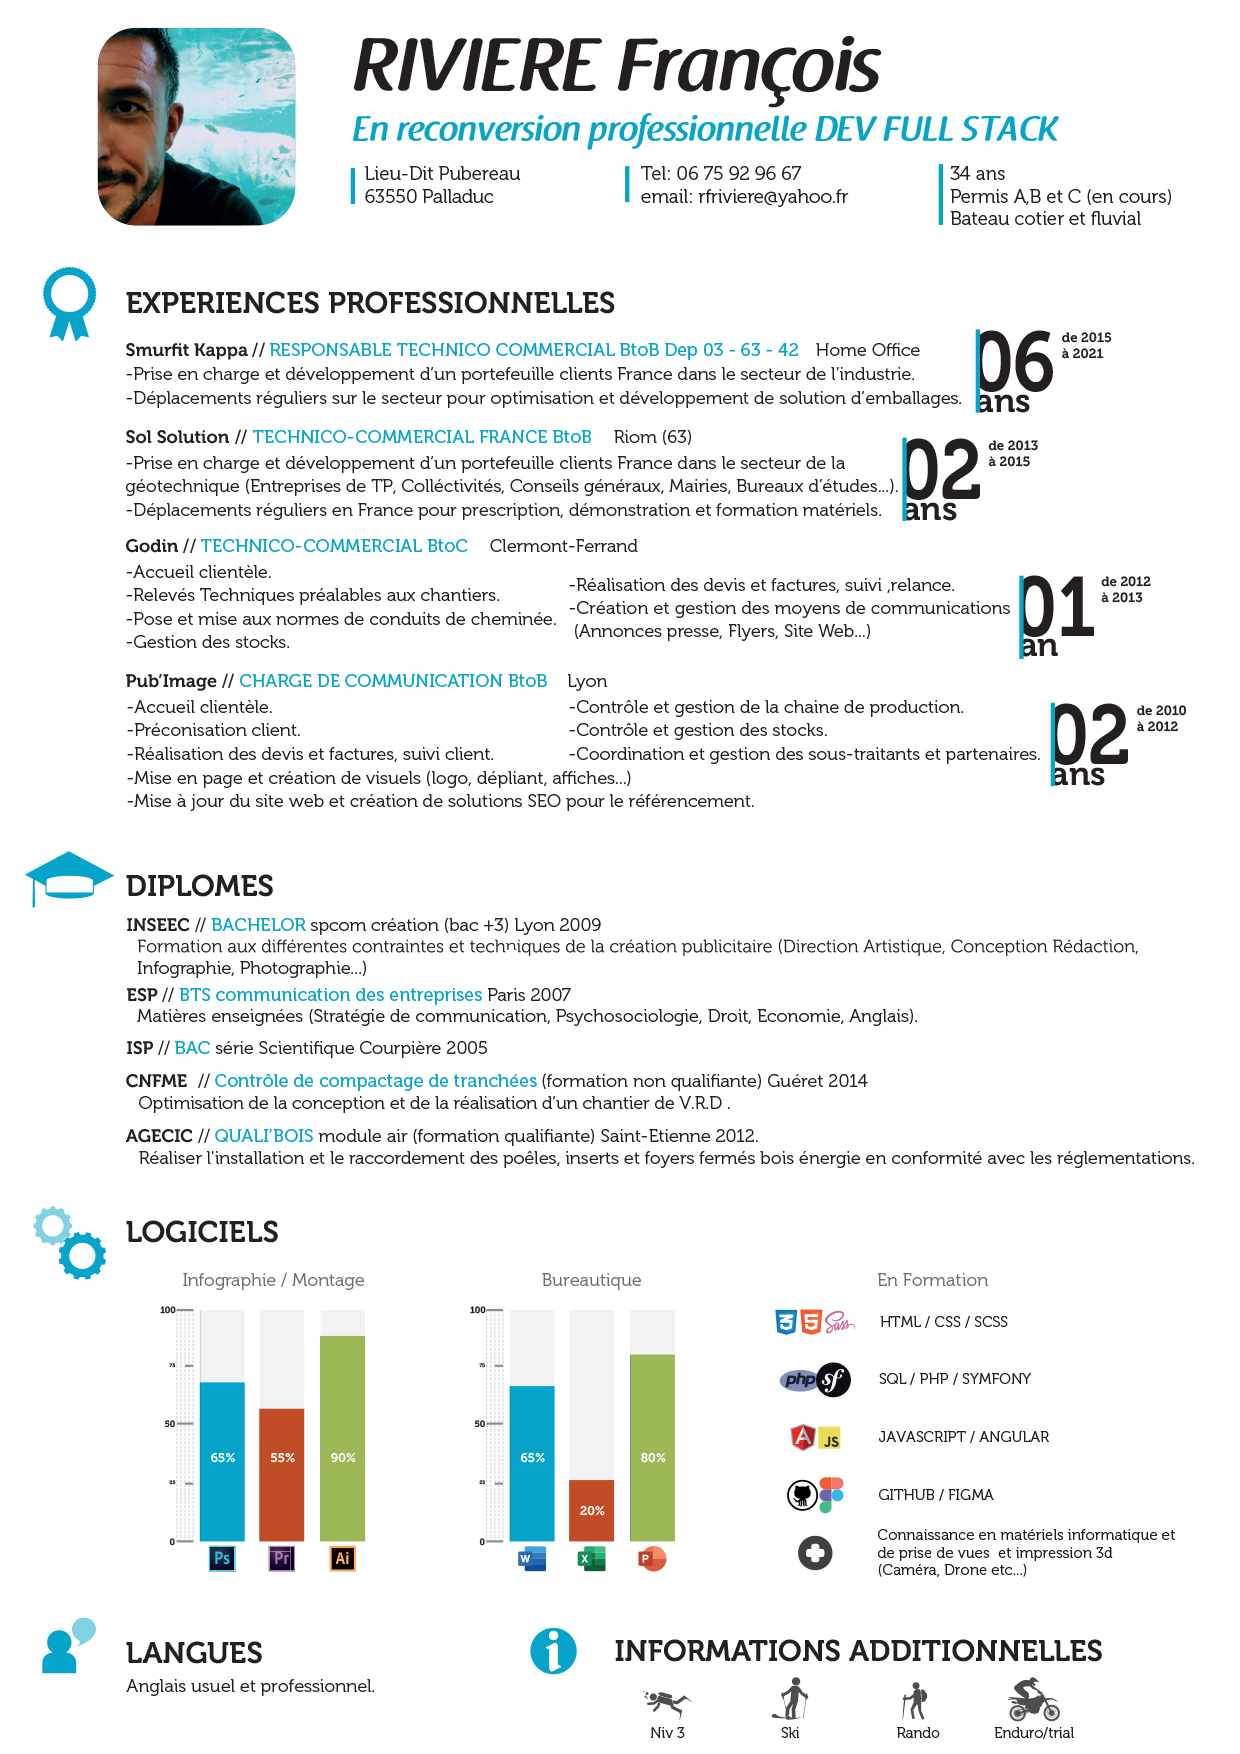 RIVIERE François
En reconversion professionnelle DEV FULL STACK
Lieu-Dit Pubereau
63550 Palladuc
Tel: 06 75 92 96 67
email: rfriviere@yahoo.fr
34 ans
Permis A,B et C (en cours)
Bateau cotier et fluvial
EXPERIENCES PROFESSIONNELLES
Smurfit Kappa // RESPONSABLE TECHNICO COMMERCIAL BtoB Dep 03 - 63 - 42 Home Office
-Prise en charge et développement d'un portefeuille clients France dans le secteur de l'industrie.
-Déplacements réguliers sur le secteur pour optimisation et développement de solution d'emballages.
06
ans
de 2015
à 2021
Sol Solution // TECHNICO-COMMERCIAL FRANCE BtoB Riom (63)
-Prise en charge et développement d'un portefeuille clients France dans le secteur de la
géotechnique (Entreprises de TP, Colléctivités, Conseils généraux, Mairies, Bureaux d'études...).
-Déplacements réguliers en France pour prescription, démonstration et formation matériels.
02
ans
de 2013
à 2015
Godin // TECHNICO-COMMERCIAL BtoC Clermont-Ferrand
-Accueil clientèle.
-Relevés Techniques préalables aux chantiers.
-Pose et mise aux normes de conduits de cheminée.
-Gestion des stocks.
-Réalisation des devis et factures, suivi ,relance.
-Création et gestion des moyens de communications
(Annonces presse, Flyers, Site Web...)
01
an
de 2012
à 2013
Pub'Image // CHARGE DE COMMUNICATION BtoB Lyon
-Accueil clientèle.
-Préconisation client.
-Réalisation des devis et factures, suivi client.
-Contrôle et gestion de la chaine de production.
-Contrôle et gestion des stocks.
-Coordination et gestion des sous-traitants et partenaires.
-Mise en page et création de visuels (logo, dépliant, affiches...)
-Mise à jour du site web et création de solutions SEO pour le référencement.
02
ans
de 2010
à 2012
DIPLOMES
INSEEC // BACHELOR spcom création (bac +3) Lyon 2009
Formation aux différentes contraintes et techniques de la création publicitaire (Direction Artistique, Conception Rédaction,
Infographie, Photographie...)
ESP // BTS communication des entreprises Paris 2007
Matières enseignées (Stratégie de communication, Psychosociologie, Droit, Economie, Anglais).
ISP // BAC série Scientifique Courpière 2005
CNFME // Contrôle de compactage de tranchées (formation non qualifiante) Guéret 2014
Optimisation de la conception et de la réalisation d'un chantier de V.R.D .
AGECIC // QUALI'BOIS module air (formation qualifiante) Saint-Etienne 2012.
Réaliser l'installation et le raccordement des poêles, inserts et foyers fermés bois énergie en conformité avec les réglementations.
LOGICIELS
Infographie / Montage
100
75
50
25
0
65%
55%
90%
Ps
Pr
Ai
Bureautique
100
75
50
25
0
65%
20%
80%
W
X
P
En Formation
3 5 Sass
HTML / CSS / SCSS
php sf
SQL / PHP / SYMFONY
A JS
JAVASCRIPT / ANGULAR
GITHUB / FIGMA
Connaissance en matériels informatique et
de prise de vues et impression 3d
(Caméra, Drone etc...)
LANGUES
Anglais usuel et professionnel.
INFORMATIONS ADDITIONNELLES
Niv 3
Ski
Rando
Enduro/trial